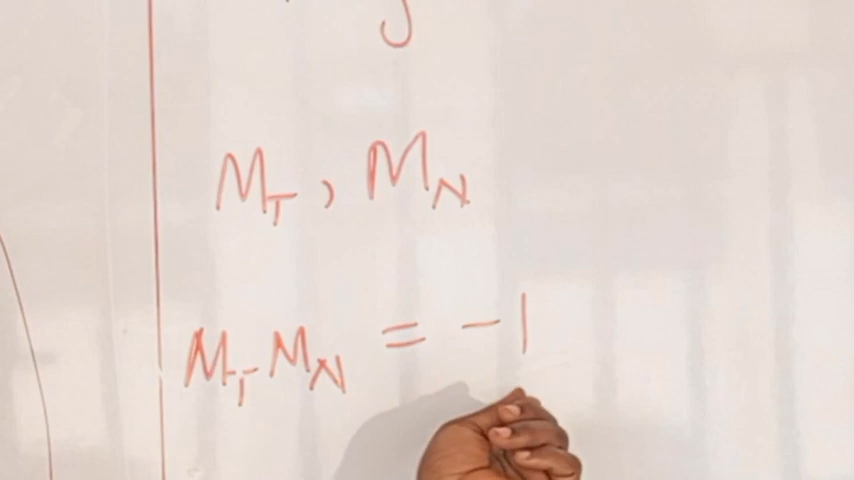 M_T, M_N
M_T M_N = -1